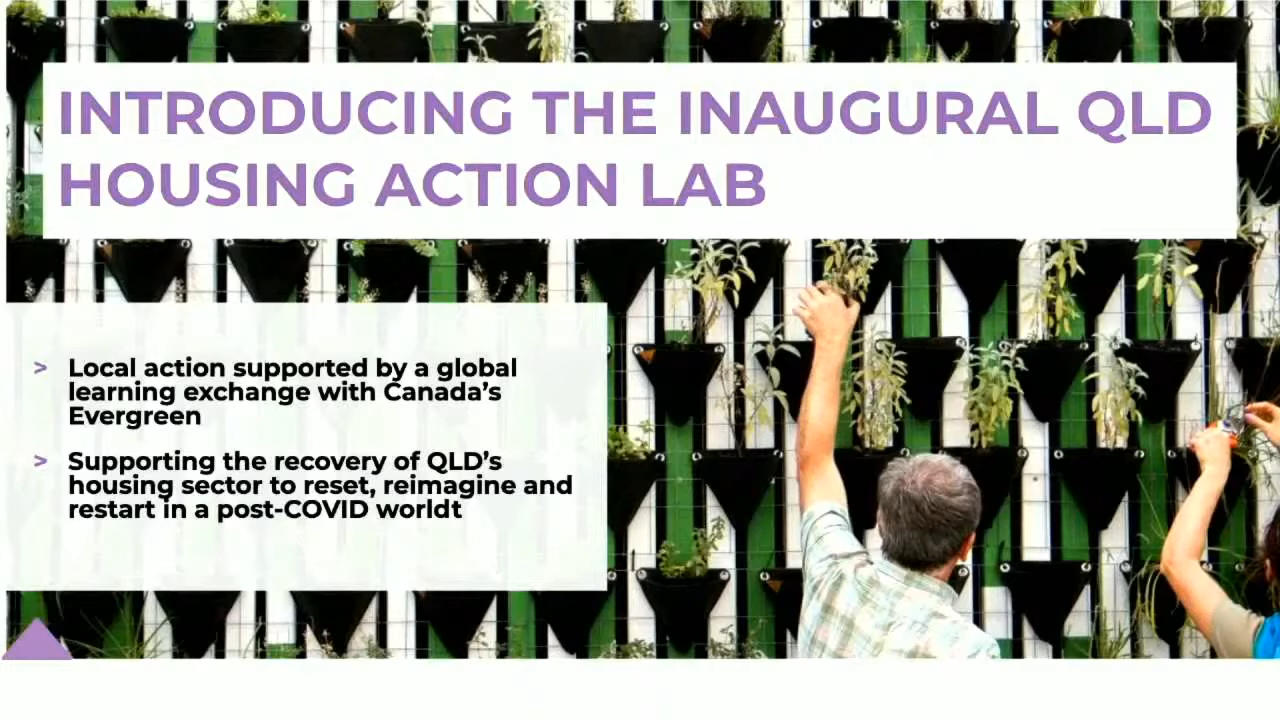 INTRODUCING THE INAUGURAL QLD
HOUSING ACTION LAB
> Local action supported by a global
learning exchange with Canada's
Evergreen
> Supporting the recovery of QLD's
housing sector to reset, reimagine and
restart in a post-COVID worldt